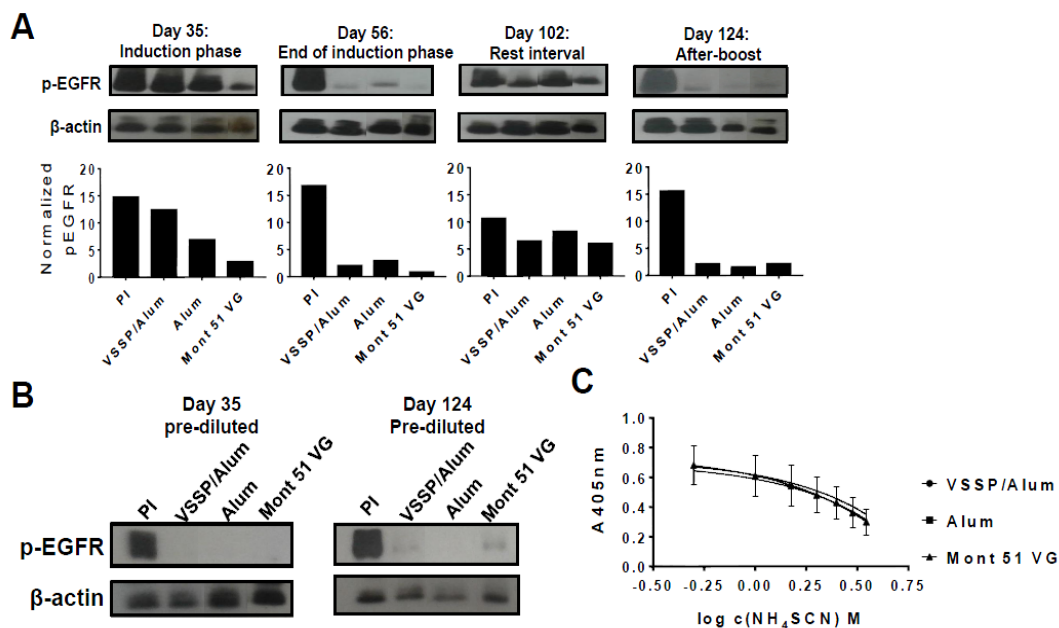 A
Day 35:
Induction phase
Day 56:
End of induction phase
Day 102:
Rest interval
Day 124:
After-boost
p-EGFR
β-actin
Normalized
pEGFR
20
15
10
5
0
PI
VSSP/Alum
Alum
Mont 51 VG
20
15
10
5
0
PI
VSSP/Alum
Alum
Mont 51 VG
20
15
10
5
0
PI
VSSP/Alum
Alum
Mont 51 VG
20
15
10
5
0
PI
VSSP/Alum
Alum
Mont 51 VG
B
Day 35
pre-diluted
PI
VSSP/Alum
Alum
Mont 51 VG
Day 124
Pre-diluted
PI
VSSP/Alum
Alum
Mont 51 VG
p-EGFR
β-actin
C
A405nm
1.0
0.8
0.6
0.4
0.2
0.0
-0.50
-0.25
0.00
0.25
0.50
0.75
log c(NH₄SCN) M
VSSP/Alum
Alum
Mont 51 VG